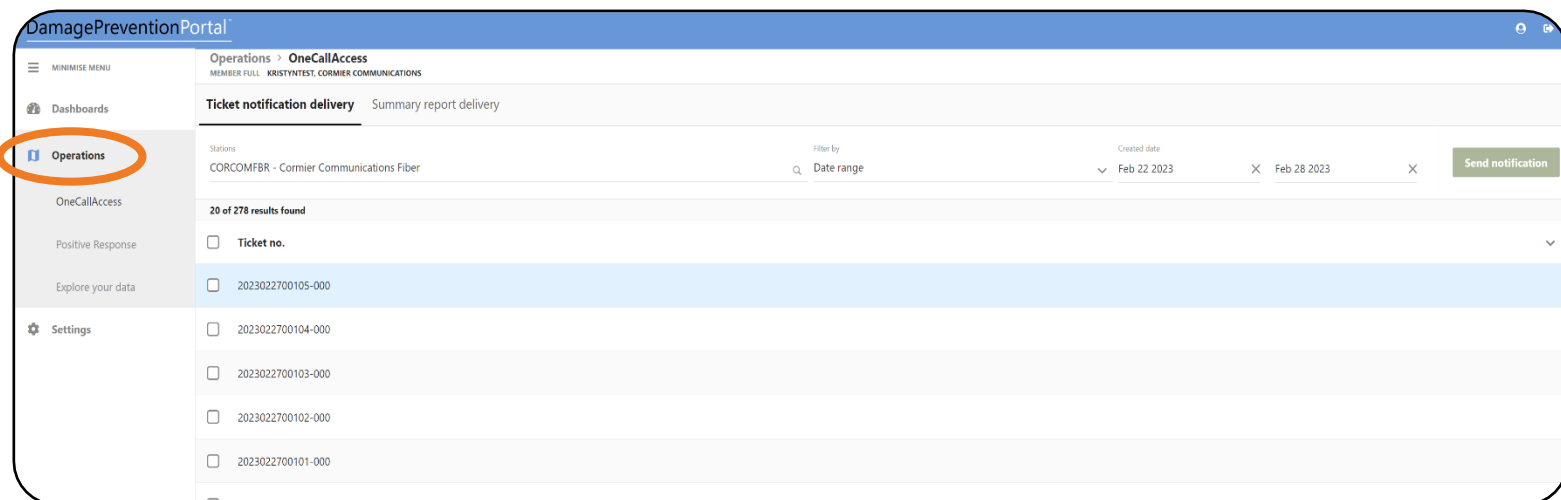 DamagePreventionPortal™
MINIMISE MENU
Dashboards
Operations
OneCallAccess
Positive Response
Explore your data
Settings
Operations > OneCallAccess
MEMBER FULL KRISTYNTEST, CORMIER COMMUNICATIONS
Ticket notification delivery Summary report delivery
Stations Filter by Created date
CORCOMFBR - Cormier Communications Fiber Date range Feb 22 2023 Feb 28 2023 Send notification
20 of 278 results found
Ticket no.
2023022700105-000
2023022700104-000
2023022700103-000
2023022700102-000
2023022700101-000